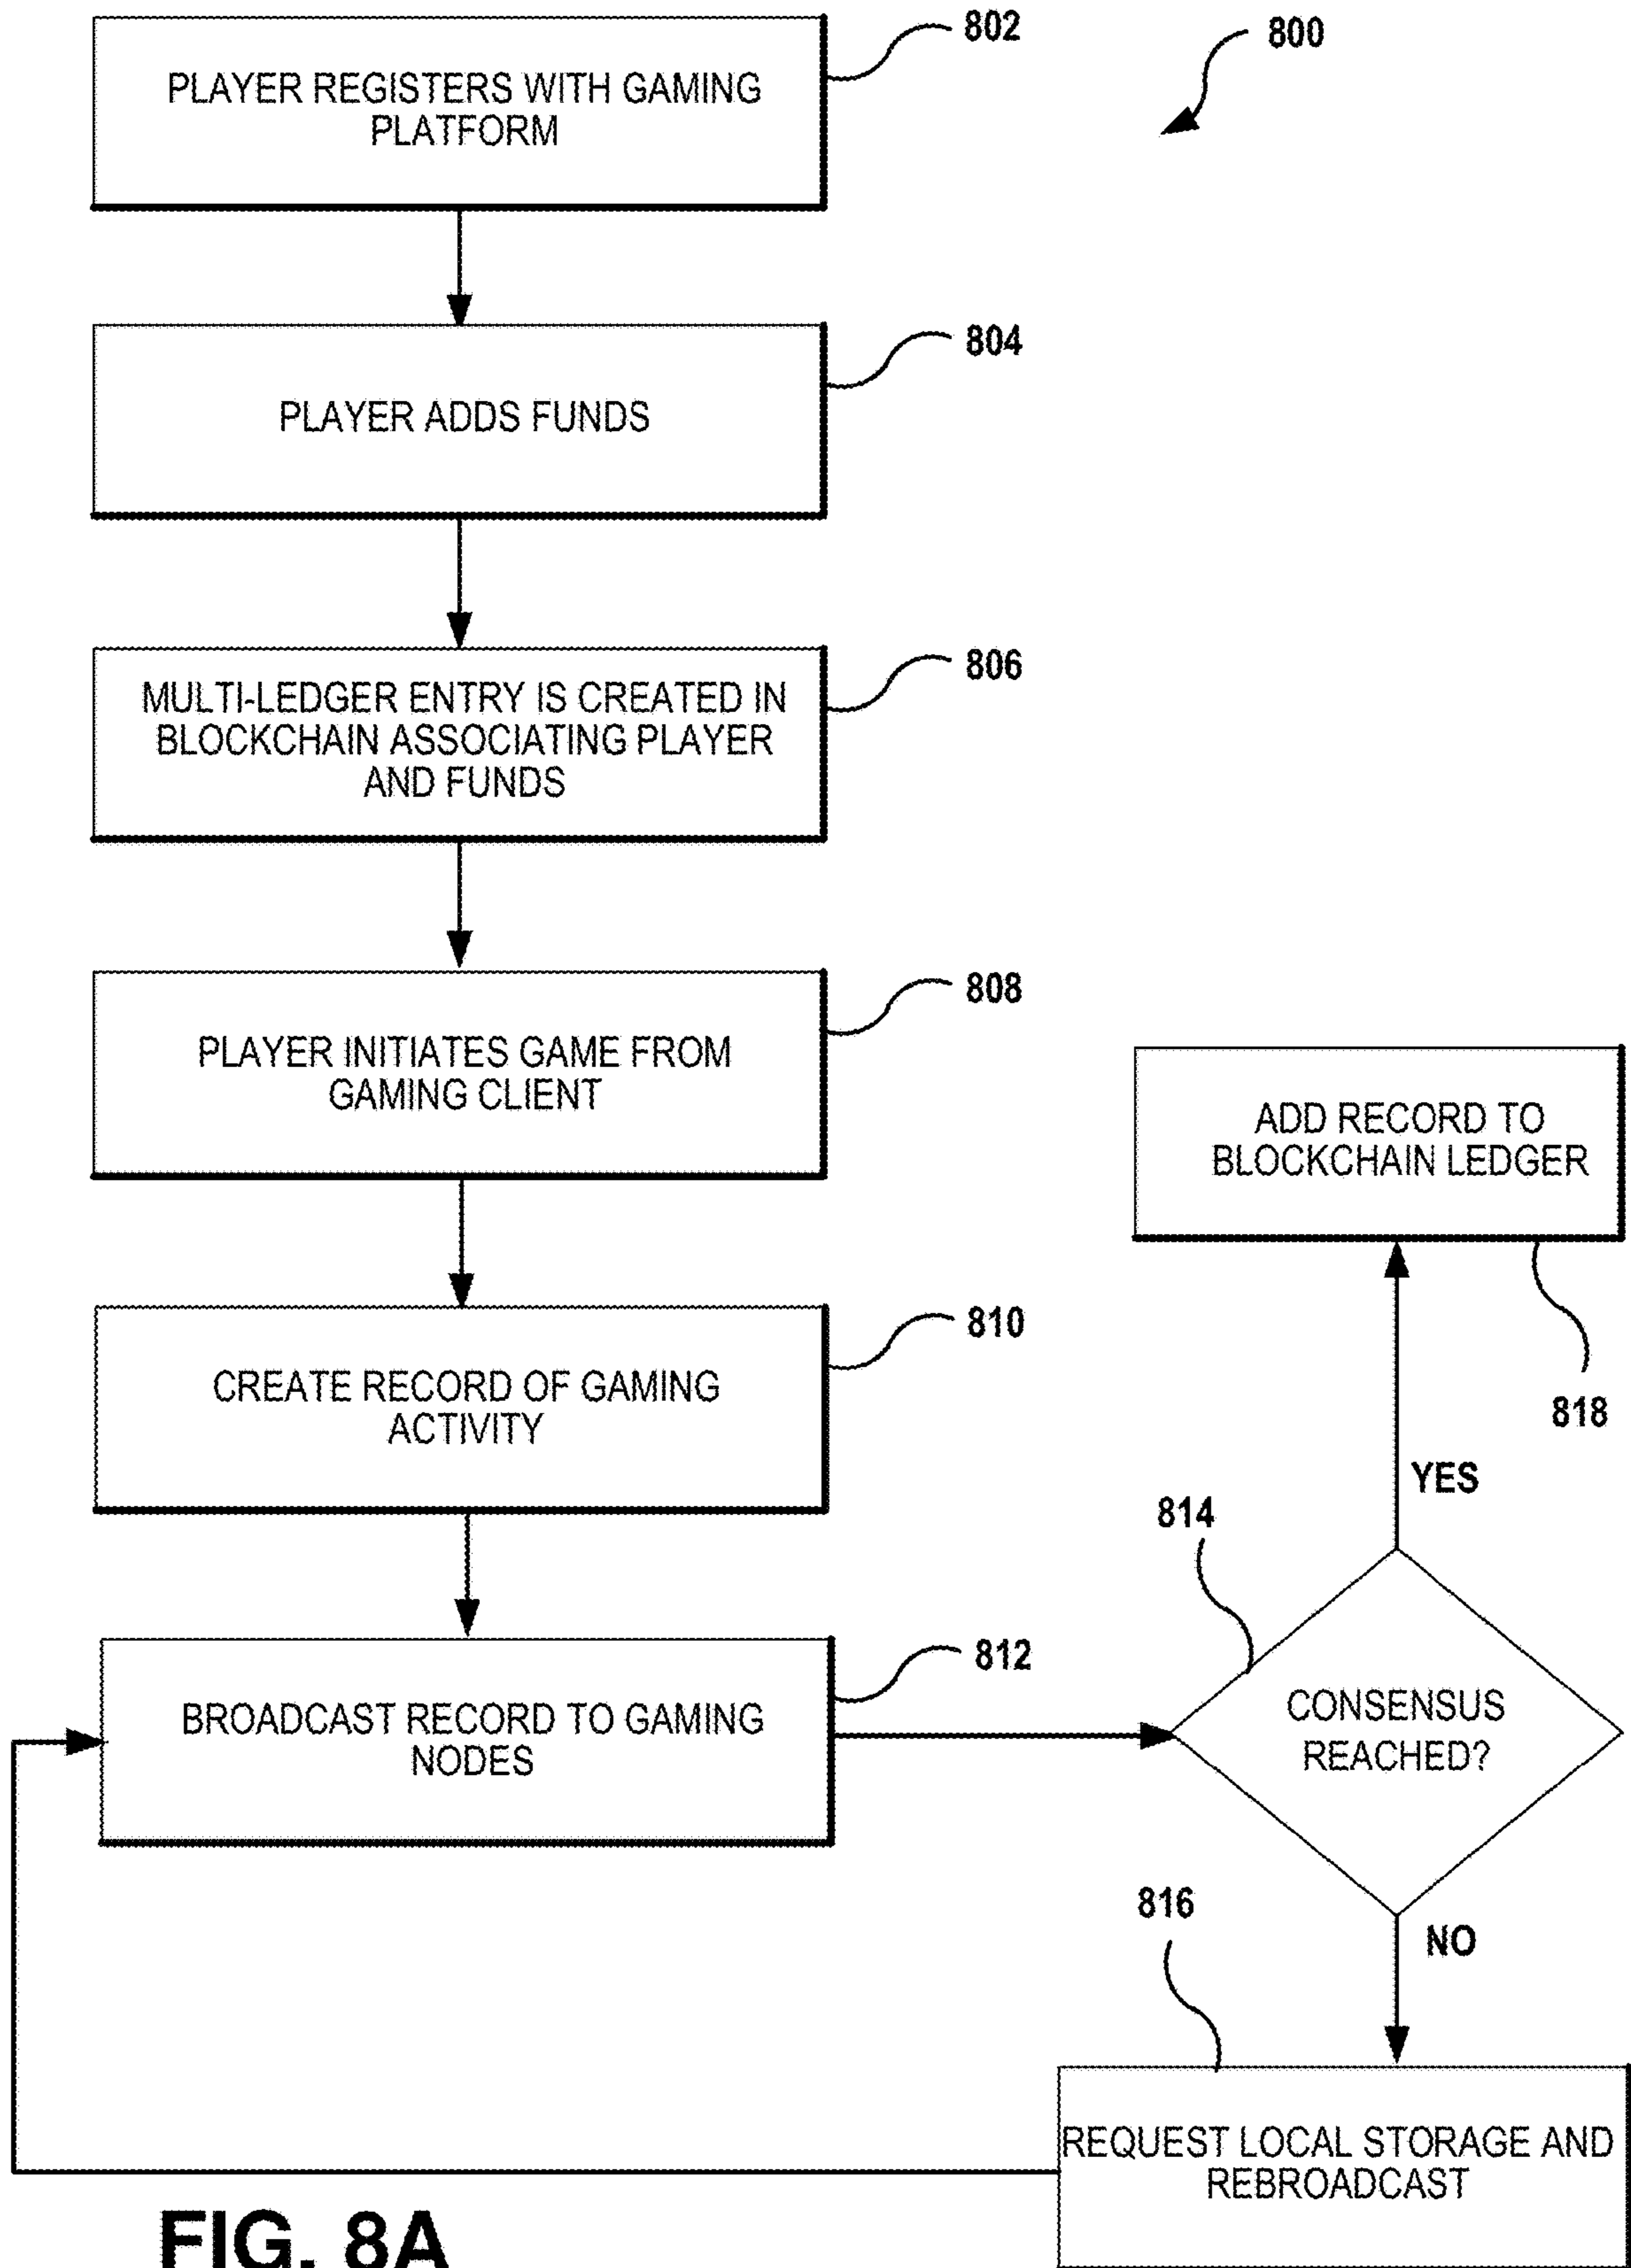 802
800
PLAYER REGISTERS WITH GAMING
PLATFORM
804
PLAYER ADDS FUNDS
806
MULTI-LEDGER ENTRY IS CREATED IN
BLOCKCHAIN ASSOCIATING PLAYER
AND FUNDS
808
PLAYER INITIATES GAME FROM
GAMING CLIENT
ADD RECORD TO
BLOCKCHAIN LEDGER
818
810
CREATE RECORD OF GAMING
ACTIVITY
YES
814
812
BROADCAST RECORD TO GAMING
NODES
CONSENSUS
REACHED?
816
NO
REQUEST LOCAL STORAGE AND
REBROADCAST
FIG. 8A